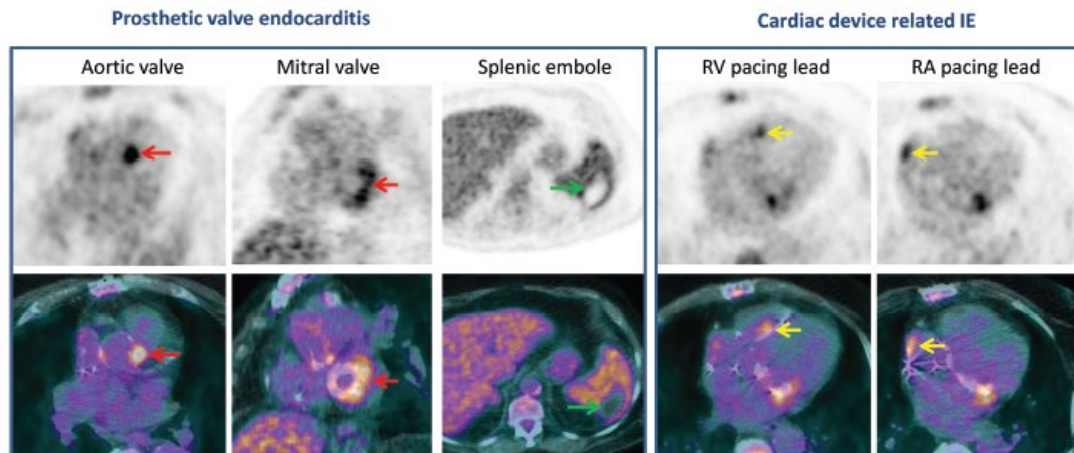 Prosthetic valve endocarditis
Cardiac device related IE
Aortic valve
Mitral valve
Splenic embole
RV pacing lead
RA pacing lead